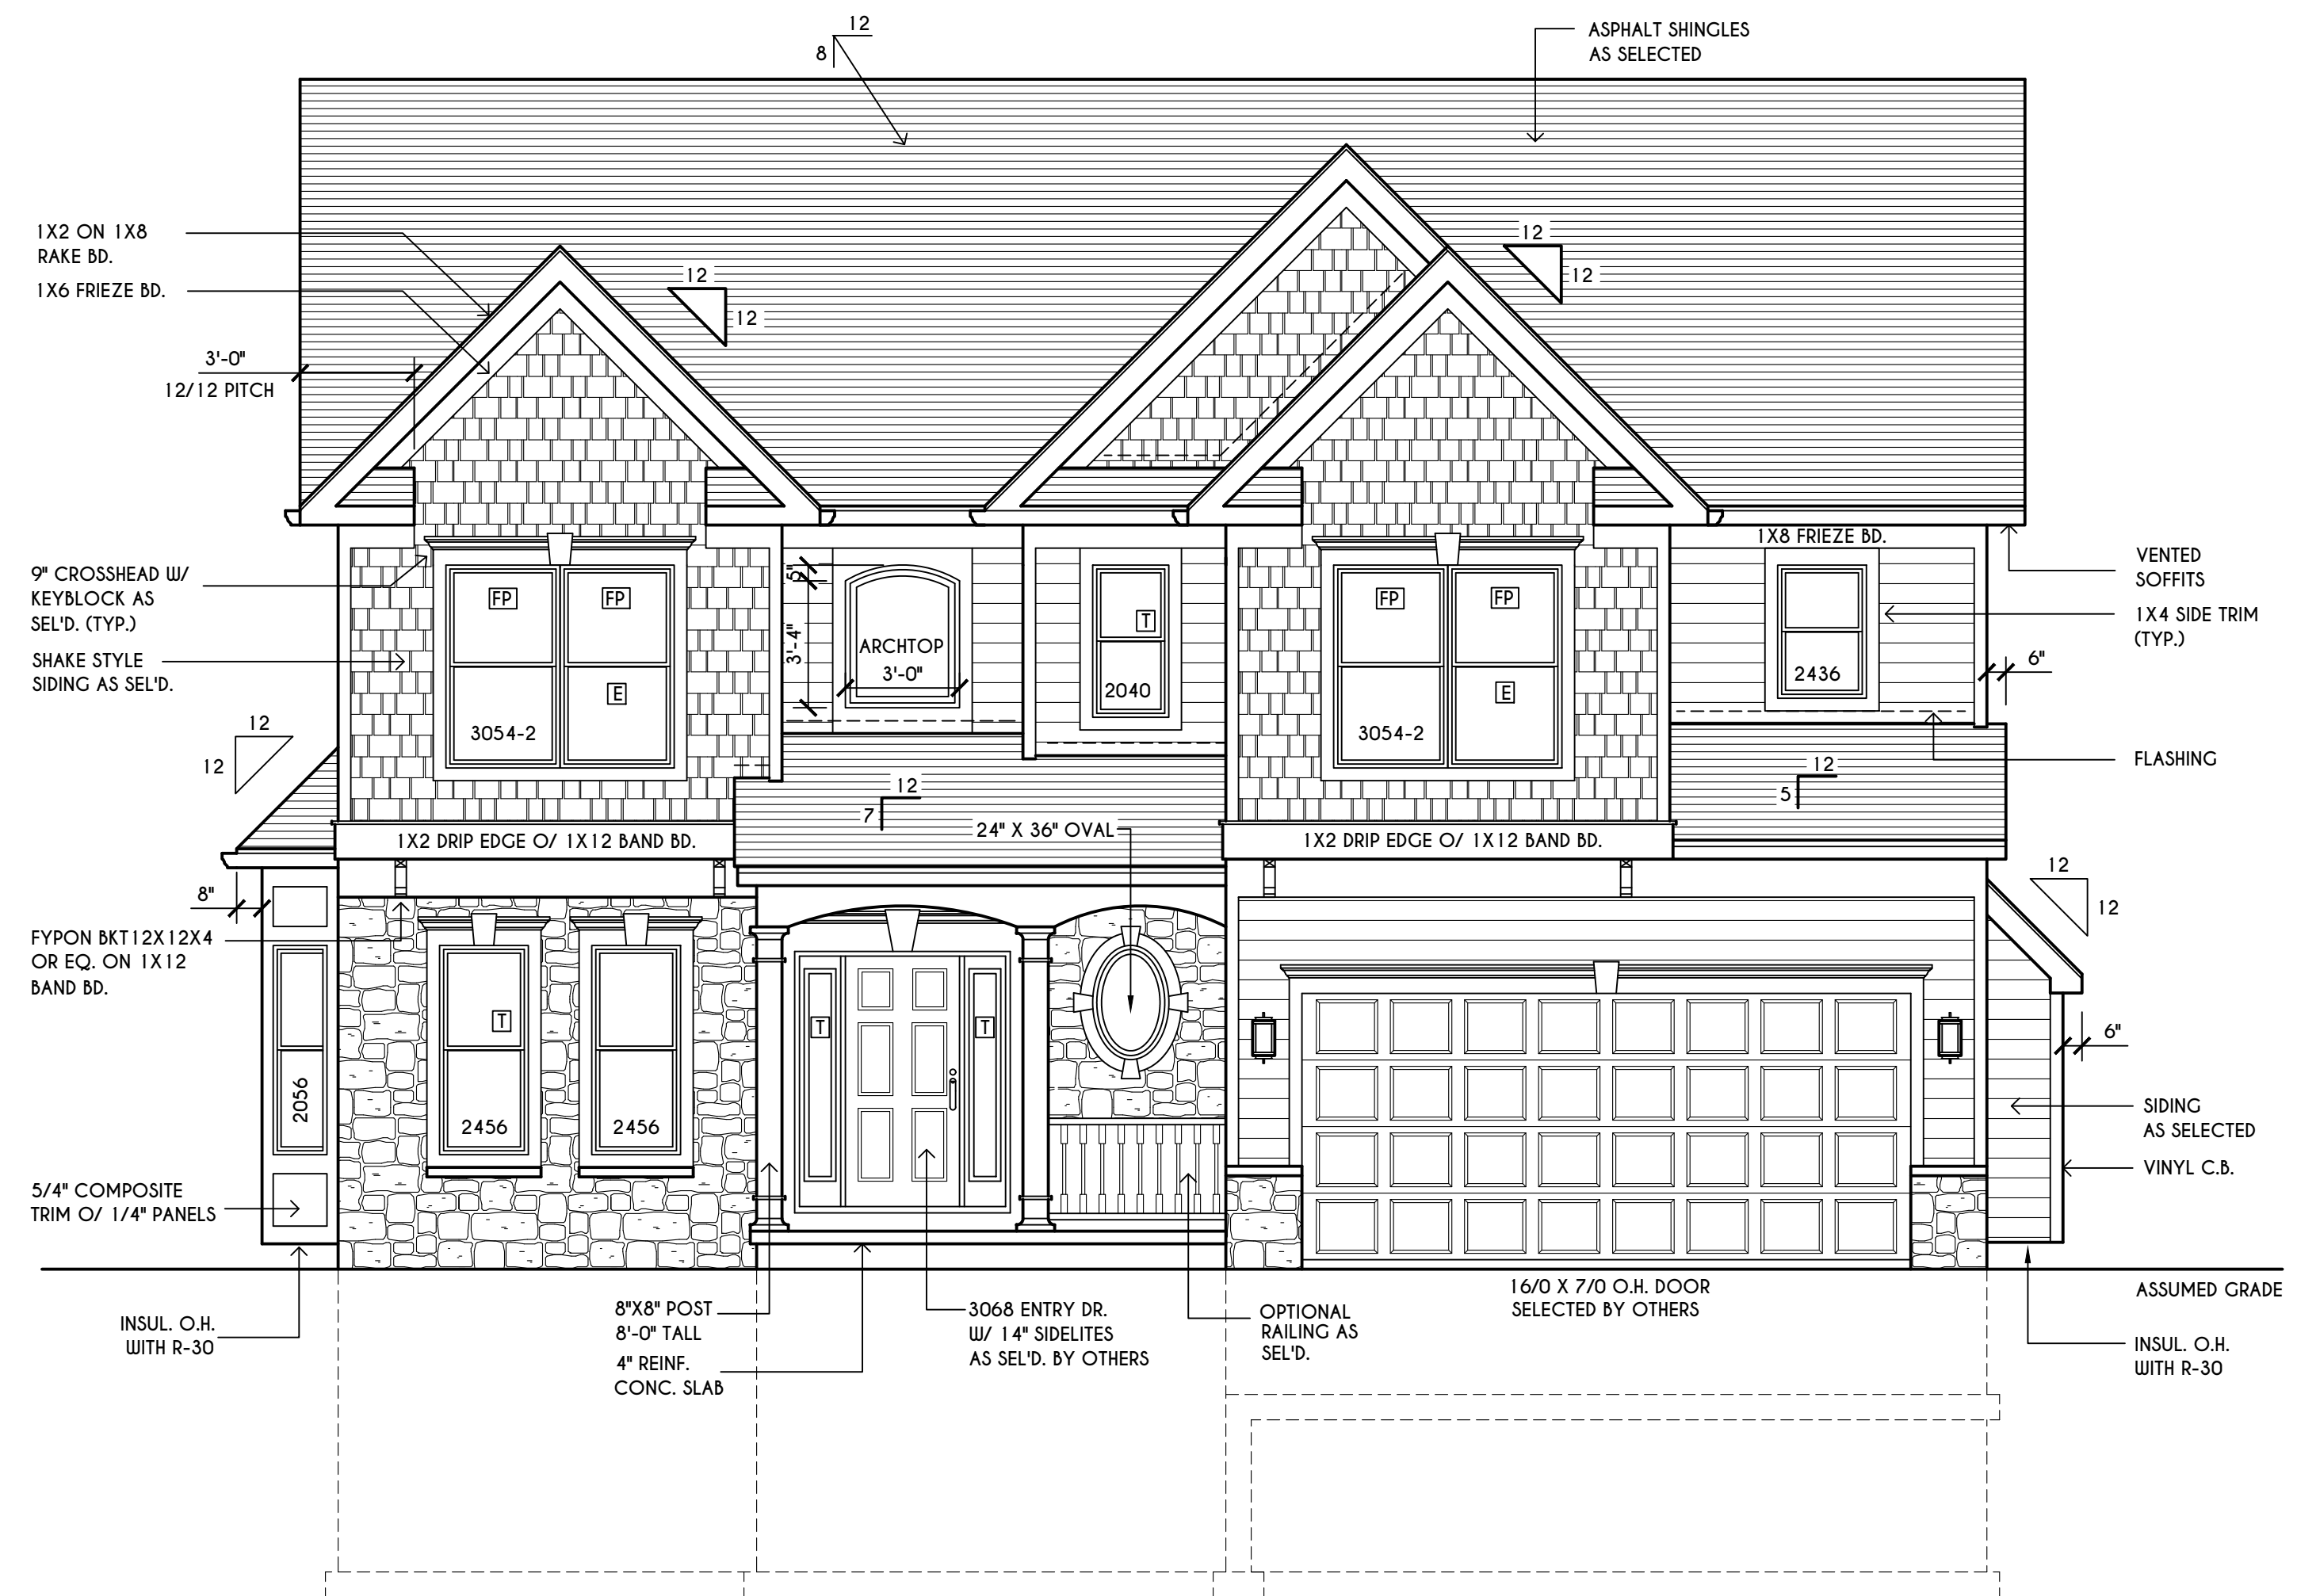 12
8
ASPHALT SHINGLES
AS SELECTED
1X2 ON 1X8
RAKE BD.
1X6 FRIEZE BD.
12
12
12
12
3'-0"
12/12 PITCH
1X8 FRIEZE BD.
VENTED
SOFFITS
9" CROSSHEAD W/
KEYBLOCK AS
SEL'D. (TYP.)
FP
FP
5"
3'-4"
ARCHTOP
3'-0"
T
2040
FP
FP
2436
1X4 SIDE TRIM
(TYP.)
6"
SHAKE STYLE
SIDING AS SEL'D.
E
3054-2
E
3054-2
12
12
FLASHING
12
7
12
5
24" X 36" OVAL
1X2 DRIP EDGE O/ 1X12 BAND BD.
1X2 DRIP EDGE O/ 1X12 BAND BD.
8"
12
12
FYPON BKT12X12X4
OR EQ. ON 1X12
BAND BD.
T
T
T
6"
2056
2456
2456
SIDING
AS SELECTED
VINYL C.B.
5/4" COMPOSITE
TRIM O/ 1/4" PANELS
16/0 X 7/0 O.H. DOOR
SELECTED BY OTHERS
ASSUMED GRADE
INSUL. O.H.
WITH R-30
8"X8" POST
8'-0" TALL
4" REINF.
CONC. SLAB
3068 ENTRY DR.
W/ 14" SIDELITES
AS SEL'D. BY OTHERS
OPTIONAL
RAILING AS
SEL'D.
INSUL. O.H.
WITH R-30